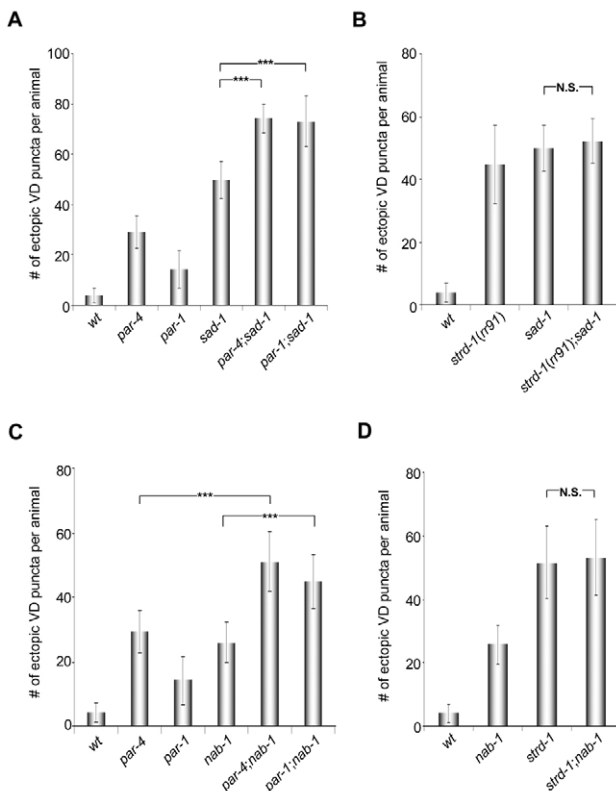 A
# of ectopic VD puncta per animal
100
80
60
40
20
0
***
***
wt
par-4
par-1
sad-1
par-4;sad-1
par-1;sad-1
B
# of ectopic VD puncta per animal
80
60
40
20
0
N.S.
wt
strd-1(rr91)
sad-1
strd-1(rr91);sad-1
C
# of ectopic VD puncta per animal
80
60
40
20
0
***
***
wt
par-4
par-1
nab-1
par-4;nab-1
par-1;nab-1
D
# of ectopic VD puncta per animal
80
60
40
20
0
N.S.
wt
nab-1
strd-1
strd-1;nab-1